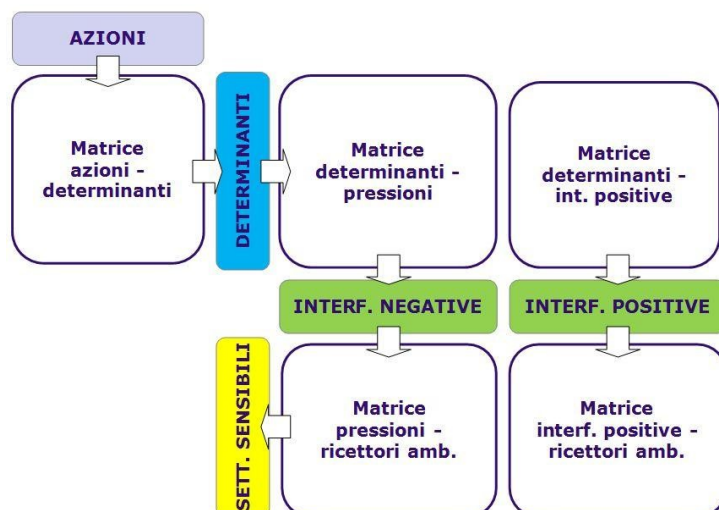 AZIONI
Matrice
azioni -
determinanti
DETERMINANTI
Matrice
determinanti -
pressioni
Matrice
determinanti -
int. positive
INTERF. NEGATIVE
INTERF. POSITIVE
SETT. SENSIBILI
Matrice
pressioni -
ricettori amb.
Matrice
interf. positive -
ricettori amb.